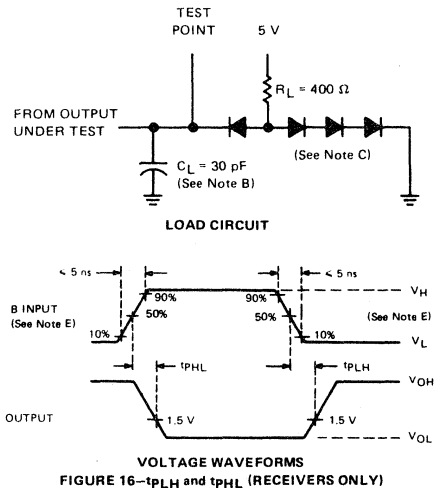 TEST
POINT
5 V
RL = 400 Ω
FROM OUTPUT
UNDER TEST
CL = 30 pF
(See Note B)
(See Note C)
LOAD CIRCUIT
< 5 ns
< 5 ns
90%
90%
VH
B INPUT
(See Note E)
50%
50%
(See Note E)
10%
10%
VL
tPHL
tPLH
VOH
OUTPUT
1.5 V
1.5 V
VOL
VOLTAGE WAVEFORMS
FIGURE 16–tPLH and tPHL (RECEIVERS ONLY)